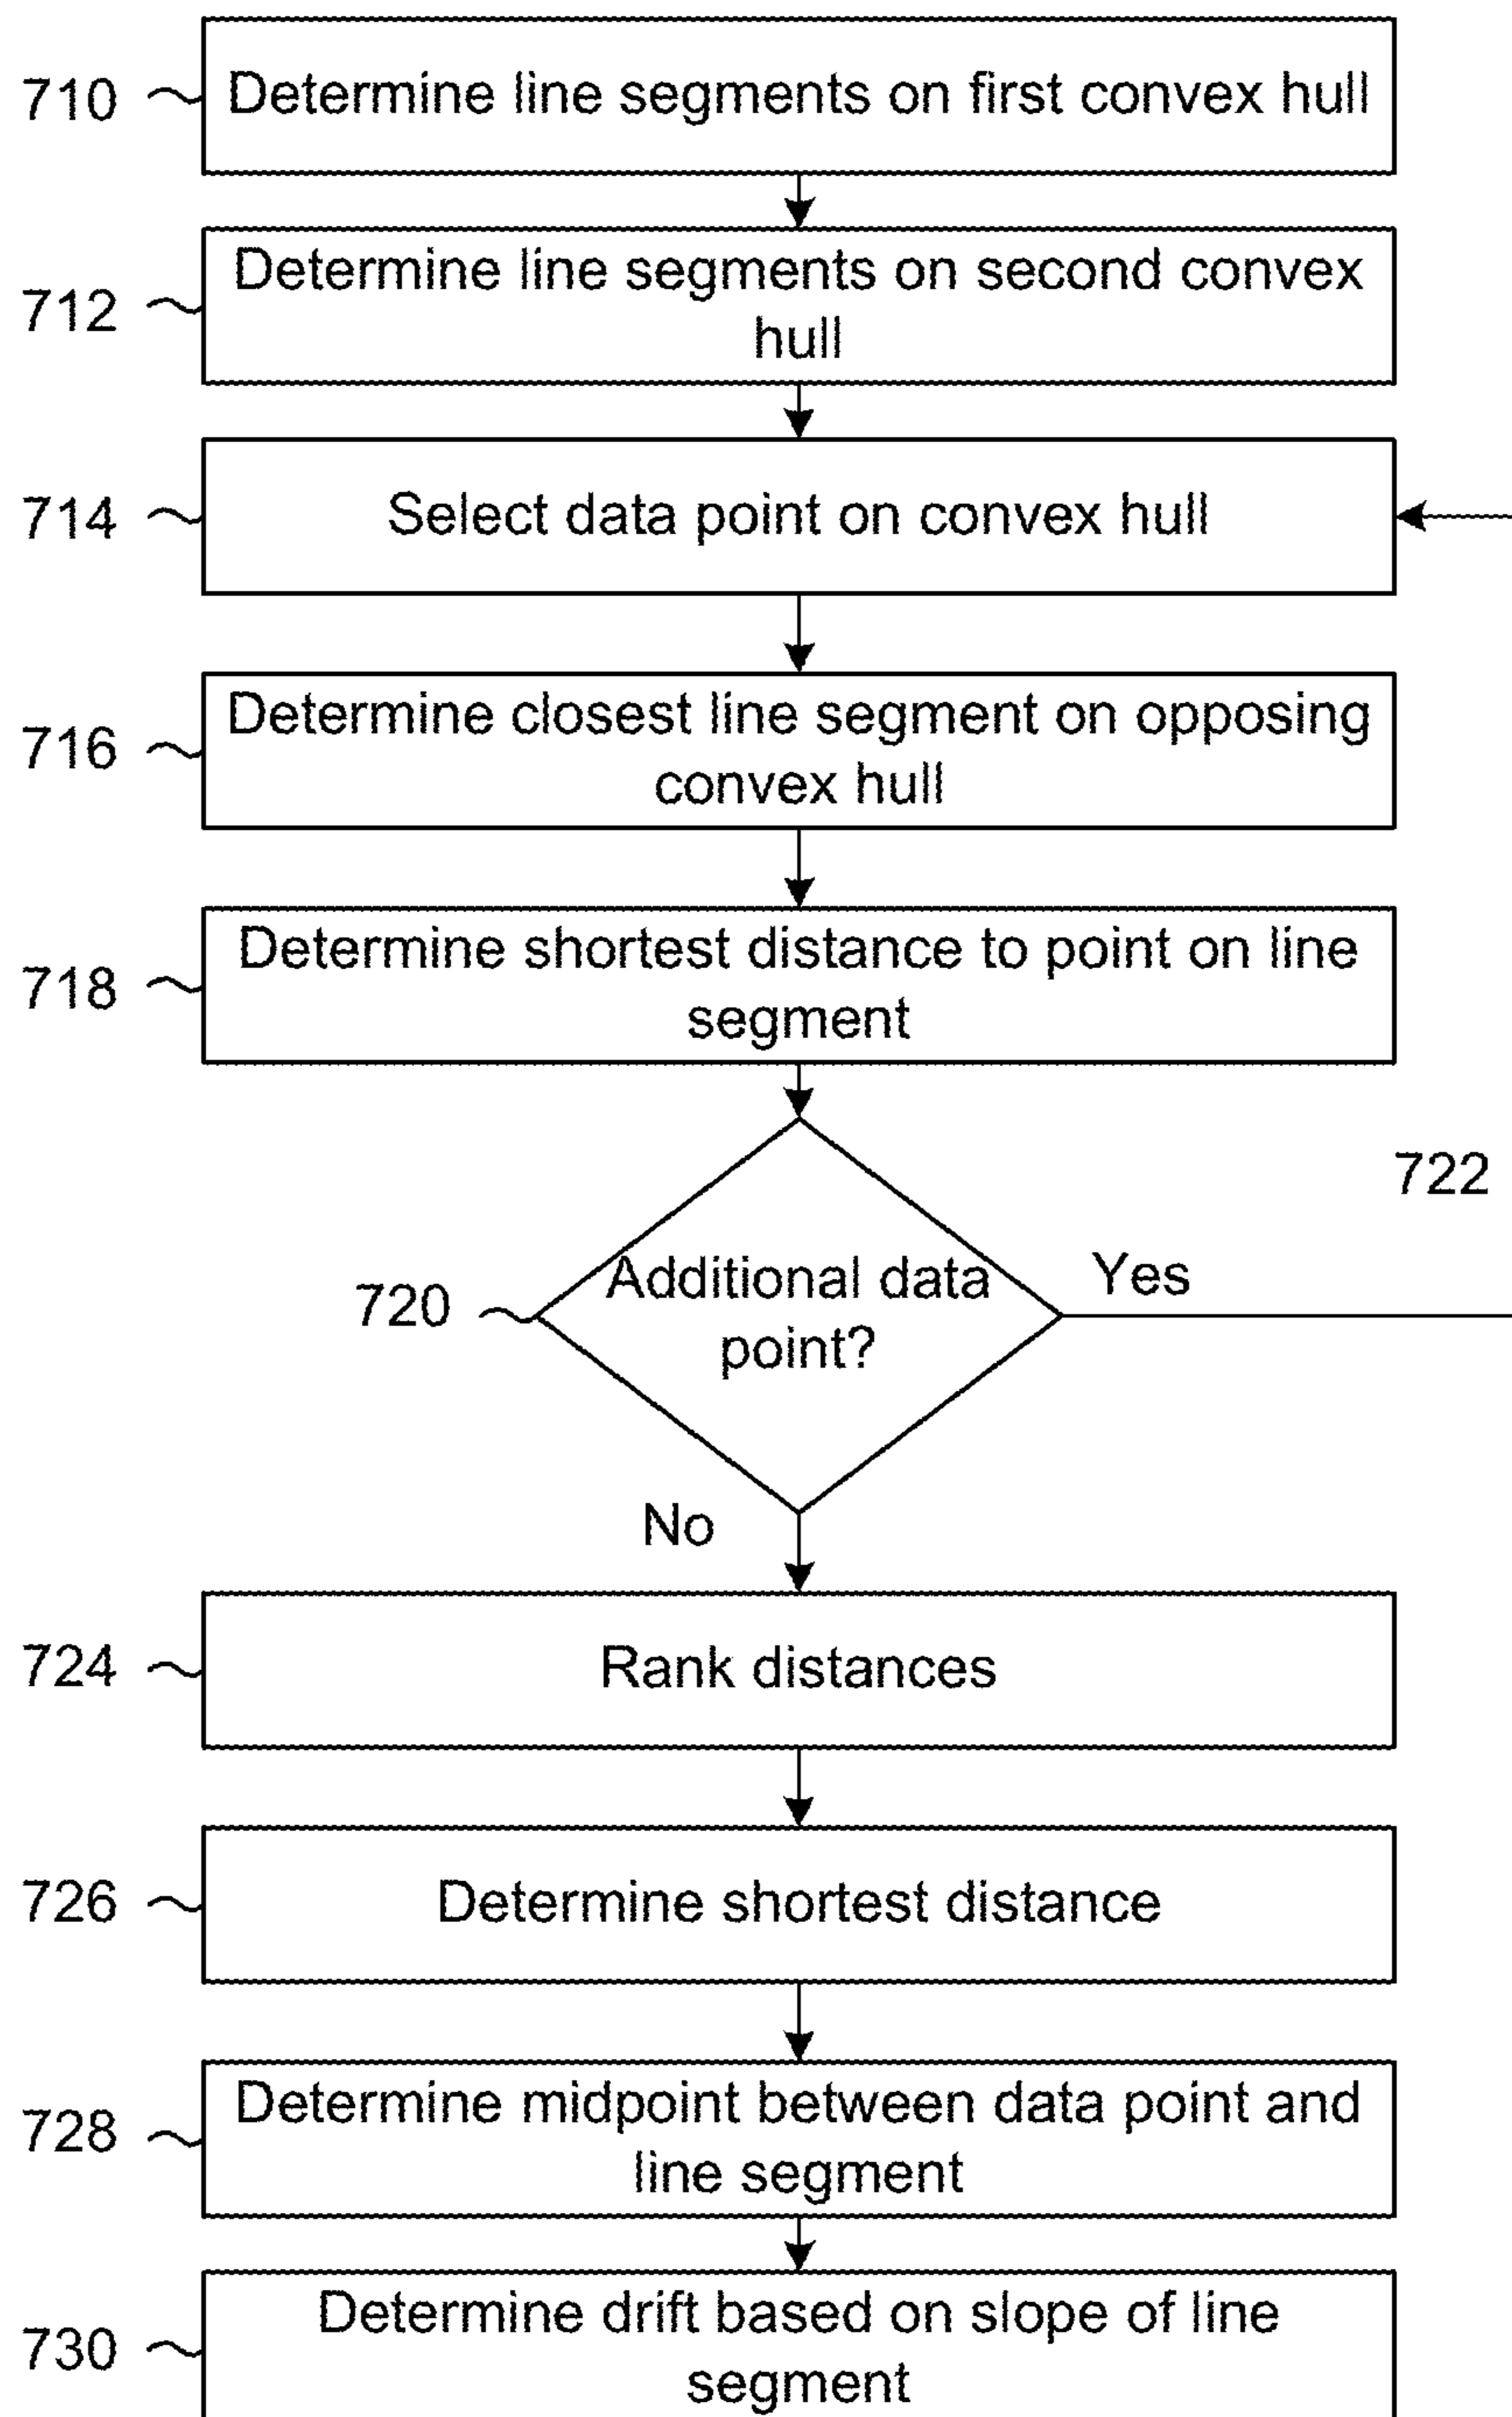 710
Determine line segments on first convex hull
712
Determine line segments on second convex
hull
714
Select data point on convex hull
716
Determine closest line segment on opposing
convex hull
718
Determine shortest distance to point on line
segment
722
720
Additional data
point?
Yes
No
724
Rank distances
726
Determine shortest distance
728
Determine midpoint between data point and
line segment
730
Determine drift based on slope of line
segment